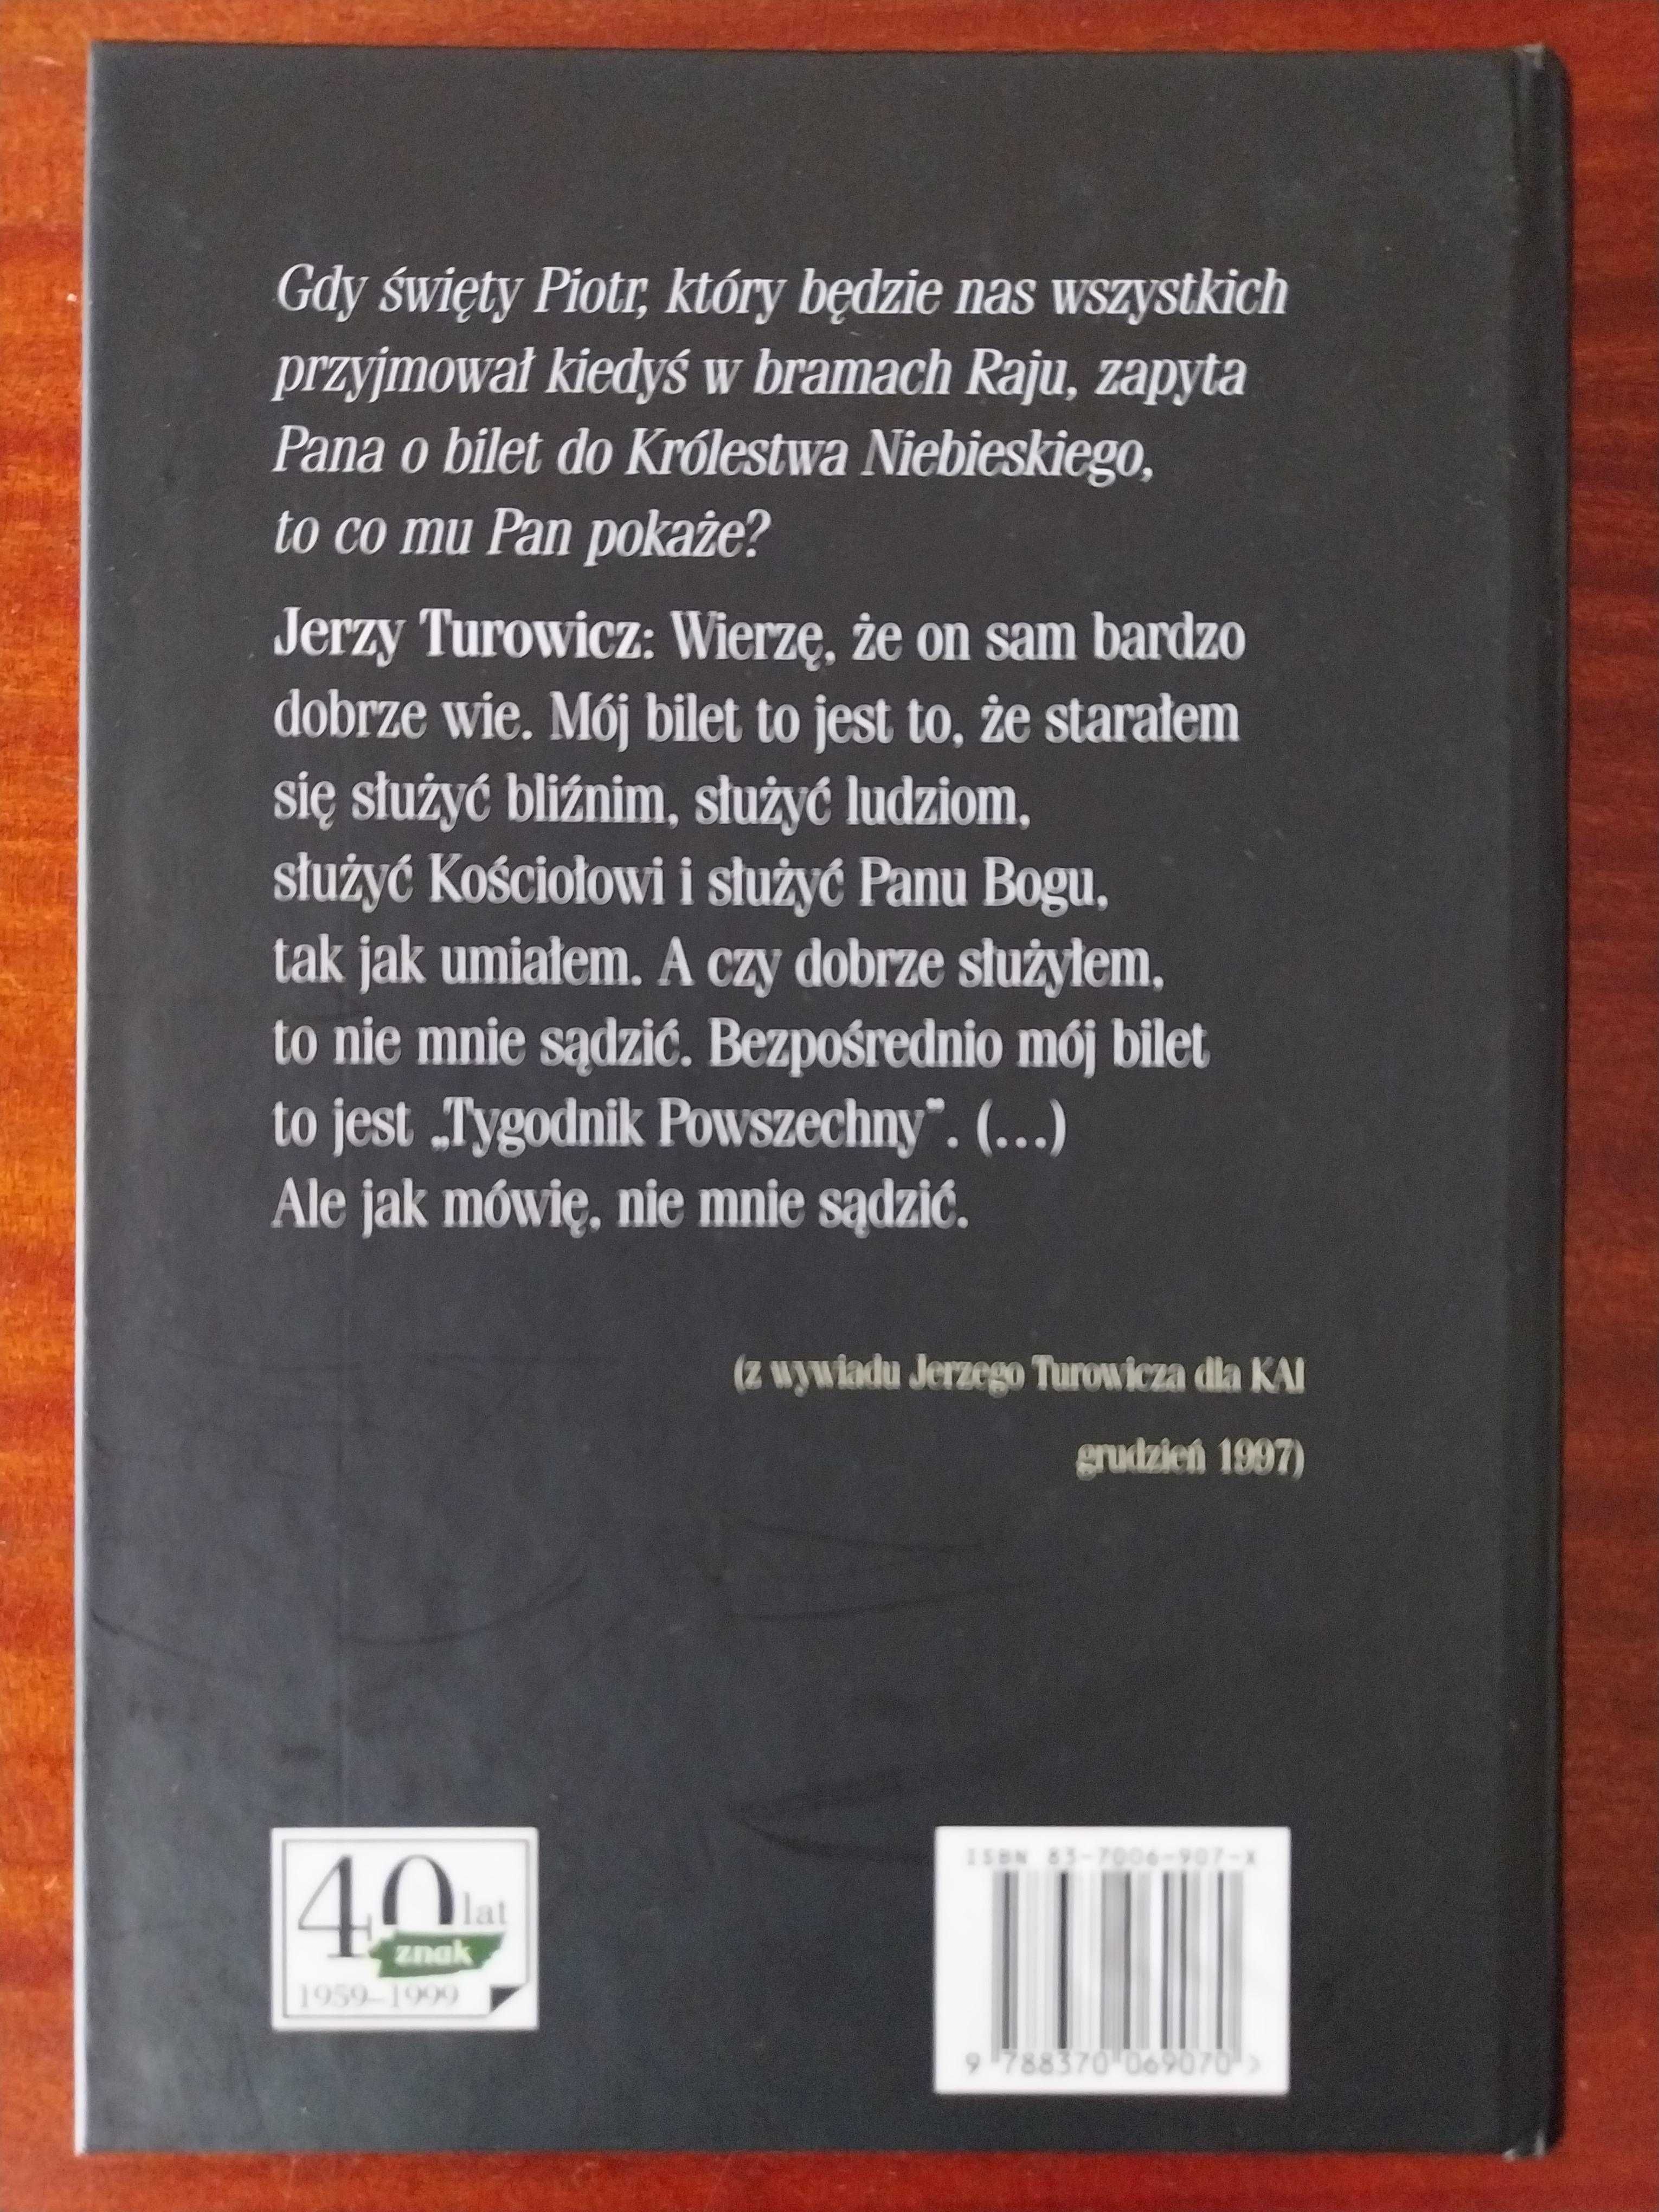 Gdy święty Piotr, który będzie nas wszystkich
przyjmował kiedyś w bramach Raju, zapyta
Pana o bilet do Królestwa Niebieskiego,
to co mu Pan pokaże?
Jerzy Turowicz: Wierzę, że on sam bardzo
dobrze wie. Mój bilet to jest to, że starałem
się służyć bliźnim, służyć ludziom,
służyć Kościołowi i służyć Panu Bogu,
tak jak umiałem. A czy dobrze służyłem,
to nie mnie sądzić. Bezpośrednio mój bilet
to jest „Tygodnik Powszechny”. (...)
Ale jak mówię, nie mnie sądzić.
(z wywiadu Jerzego Turowicza dla KAI
grudzień 1997)
40 lat
znak
1959–1999
ISBN 83-7006-907-X
9 788370 069070 >